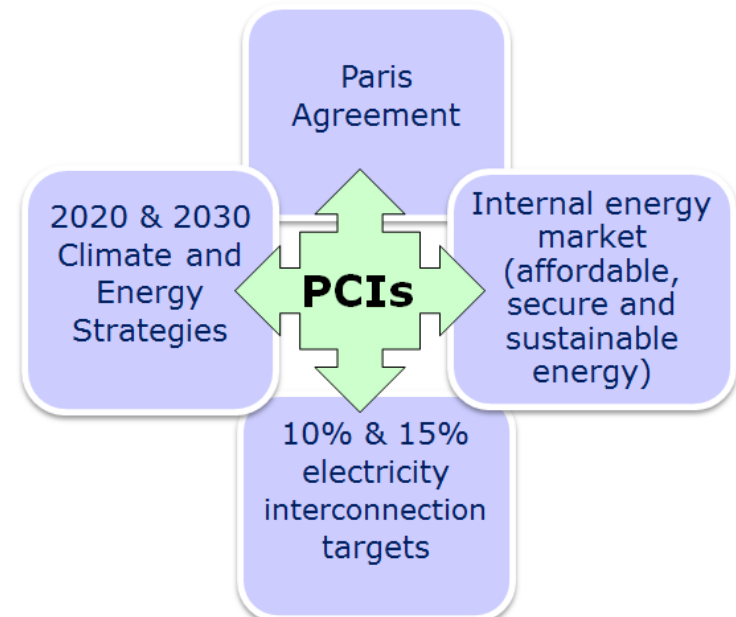 Paris
Agreement
2020 & 2030
Climate and
Energy
Strategies
PCIs
Internal energy
market
(affordable,
secure and
sustainable
energy)
10% & 15%
electricity
interconnection
targets